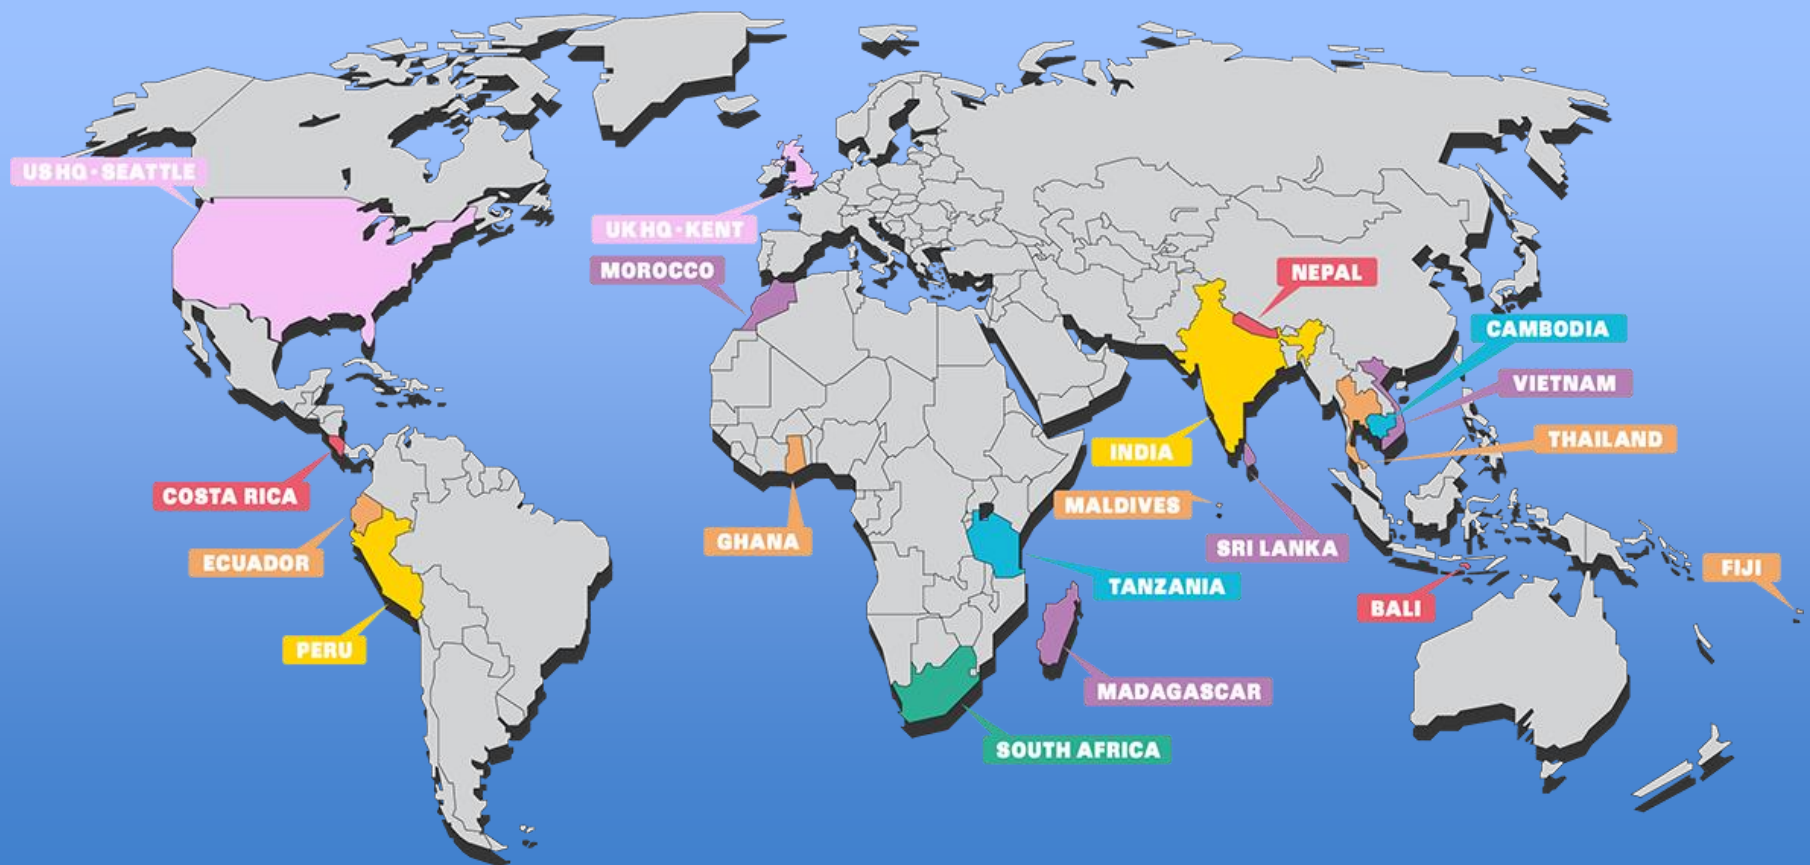 US HQ - SEATTLE
UK HQ - KENT
MOROCCO
NEPAL
CAMBODIA
VIETNAM
THAILAND
INDIA
COSTA RICA
MALDIVES
ECUADOR
GHANA
SRI LANKA
FIJI
TANZANIA
BALI
PERU
MADAGASCAR
SOUTH AFRICA